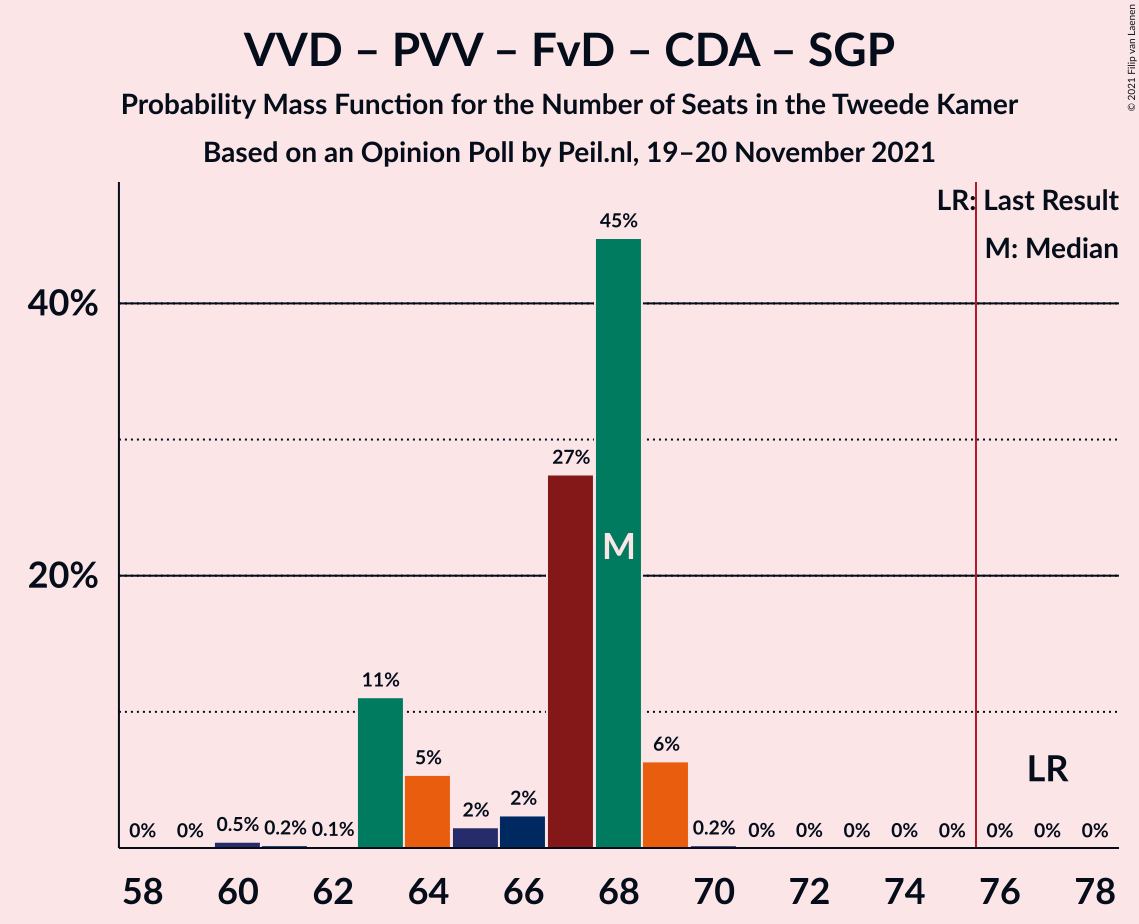 VVD – PVV – FvD – CDA – SGP
Probability Mass Function for the Number of Seats in the Tweede Kamer
Based on an Opinion Poll by Peil.nl, 19–20 November 2021
© 2021 Filip van Laenen
LR: Last Result
M: Median
45%
40%
27%
M
20%
11%
6%
5%
LR
2%
2%
0% 0% 0.5% 0.2% 0.1% 0.2% 0% 0% 0% 0% 0% 0% 0% 0%
58 60 62 64 66 68 70 72 74 76 78